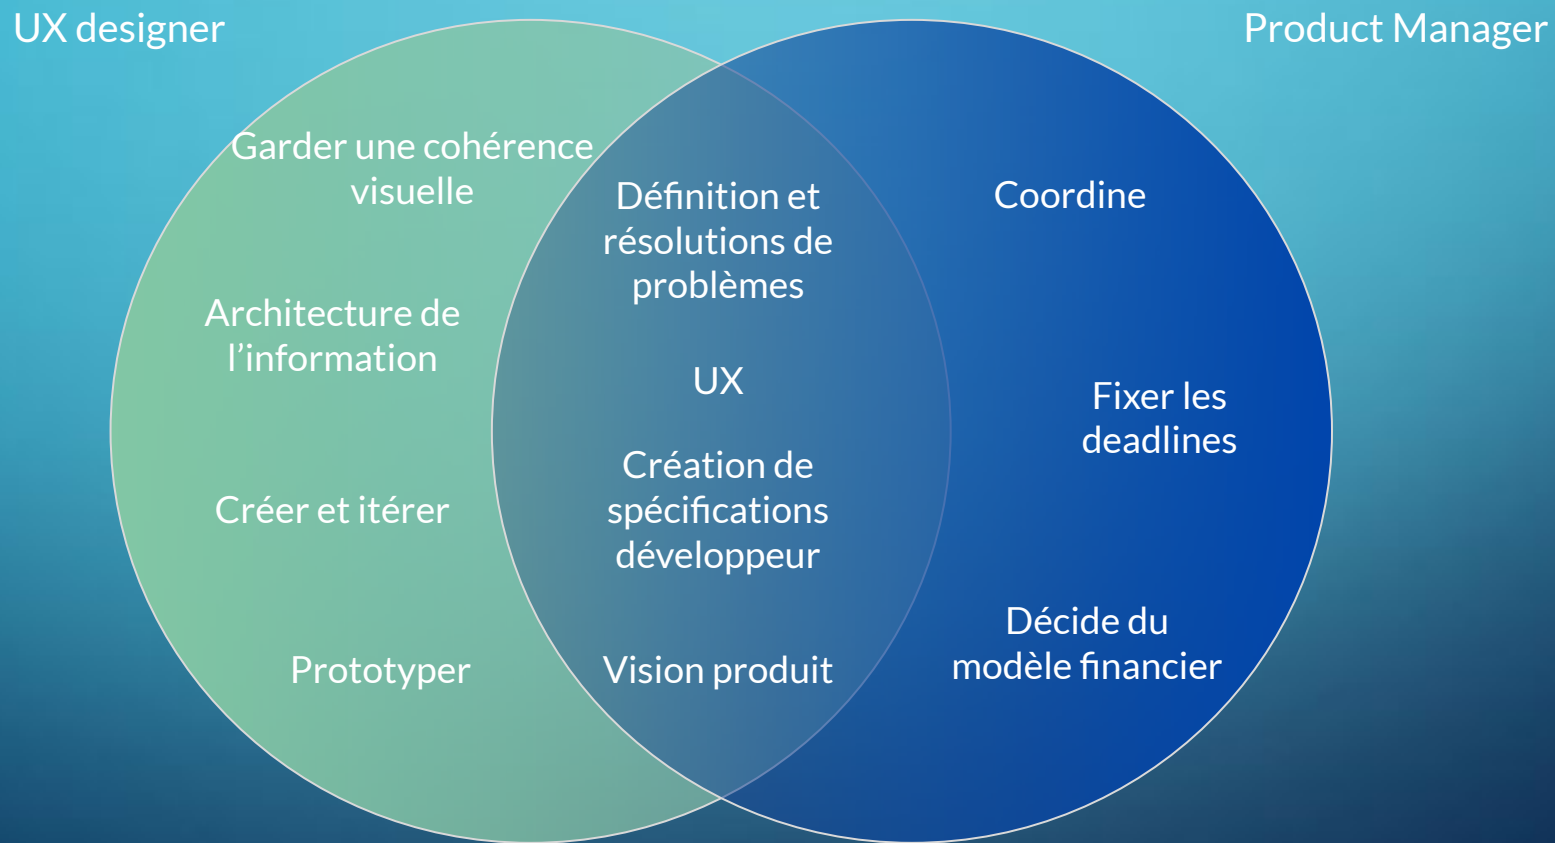 UX designer
Product Manager
Garder une cohérence
visuelle
Architecture de
l’information
Créer et itérer
Prototyper
Définition et
résolutions de
problèmes
UX
Création de
spécifications
développeur
Vision produit
Coordine
Fixer les
deadlines
Décide du
modèle financier